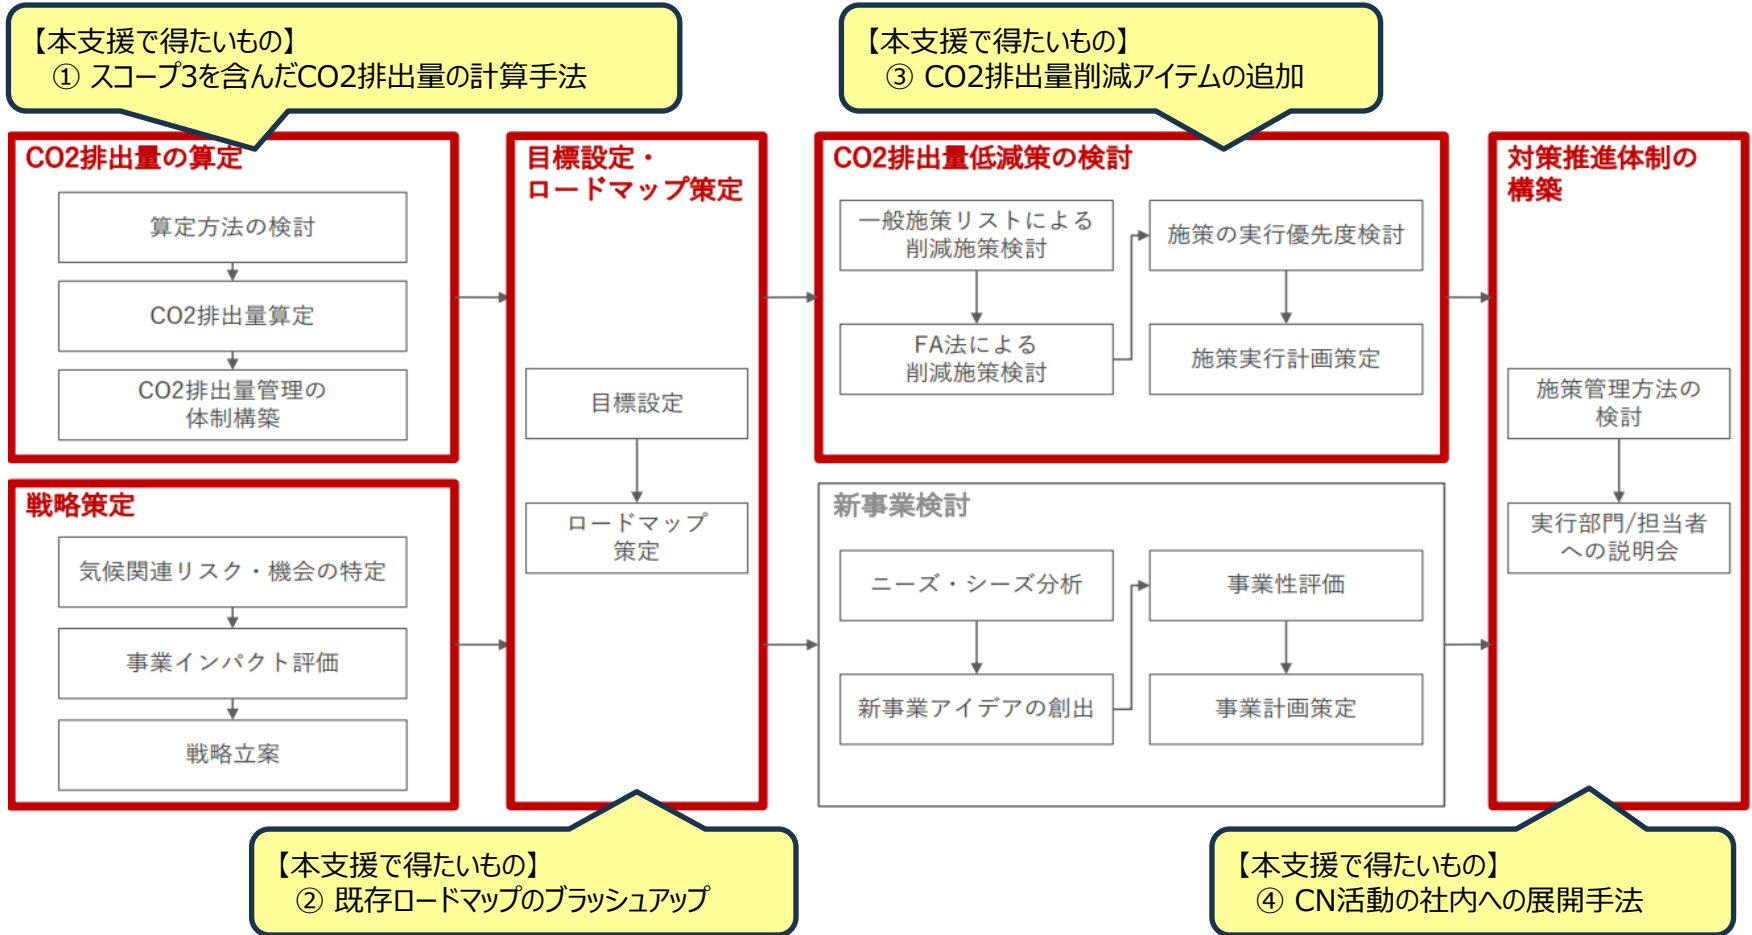 【本支援で得たいもの】
① スコープ3を含んだCO2排出量の計算手法
【本支援で得たいもの】
③ CO2排出量削減アイテムの追加
CO2排出量の算定
算定方法の検討
CO2排出量算定
CO2排出量管理の
体制構築
戦略策定
気候関連リスク・機会の特定
事業インパクト評価
戦略立案
目標設定・
ロードマップ策定
目標設定
ロードマップ
策定
CO2排出量低減策の検討
一般施策リストによる
削減施策検討
FA法による
削減施策検討
施策の実行優先度検討
施策実行計画策定
新事業検討
ニーズ・シーズ分析
新事業アイデアの創出
事業性評価
事業計画策定
対策推進体制の
構築
施策管理方法の
検討
実行部門/担当者
への説明会
【本支援で得たいもの】
② 既存ロードマップのブラッシュアップ
【本支援で得たいもの】
④ CN活動の社内への展開手法